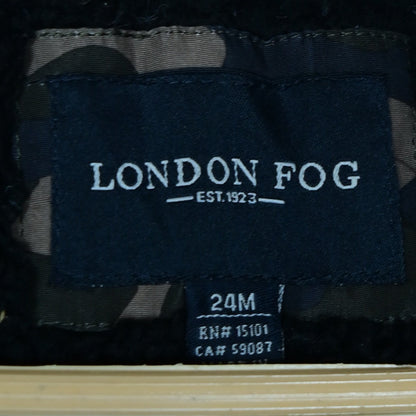 LONDON FOG
EST.1923
24M
RN# 15101
CA# 59087